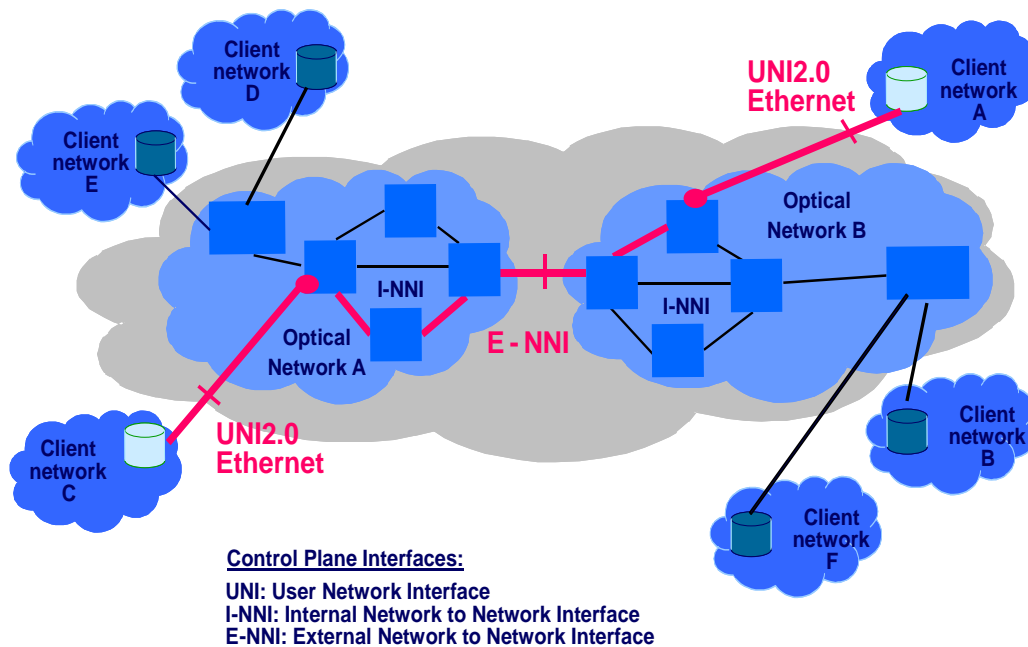 Client
network
D
UNI2.0
Ethernet
Client
network
A
Client
network
E
Optical
Network B
I-NNI
I-NNI
E - NNI
Optical
Network A
UNI2.0
Ethernet
Client
network
C
Client
network
B
Client
network
F
Control Plane Interfaces:
UNI: User Network Interface
I-NNI: Internal Network to Network Interface
E-NNI: External Network to Network Interface